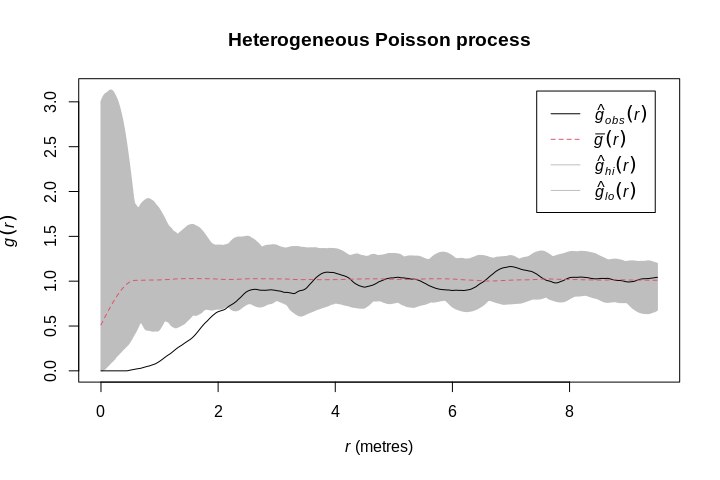 Heterogeneous Poisson process
g(r)
3.0
2.5
2.0
1.5
1.0
0.5
0.0
ĝobs(r)
g̅(r)
ĝhi(r)
ĝlo(r)
0 2 4 6 8
r (metres)